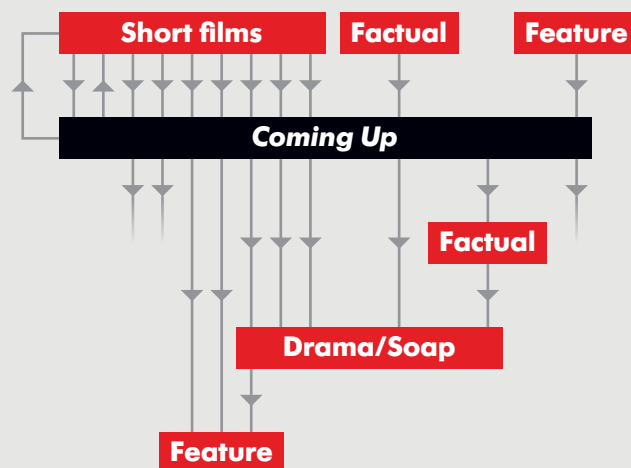 Short films
Factual
Feature
Coming Up
Factual
Drama/Soap
Feature